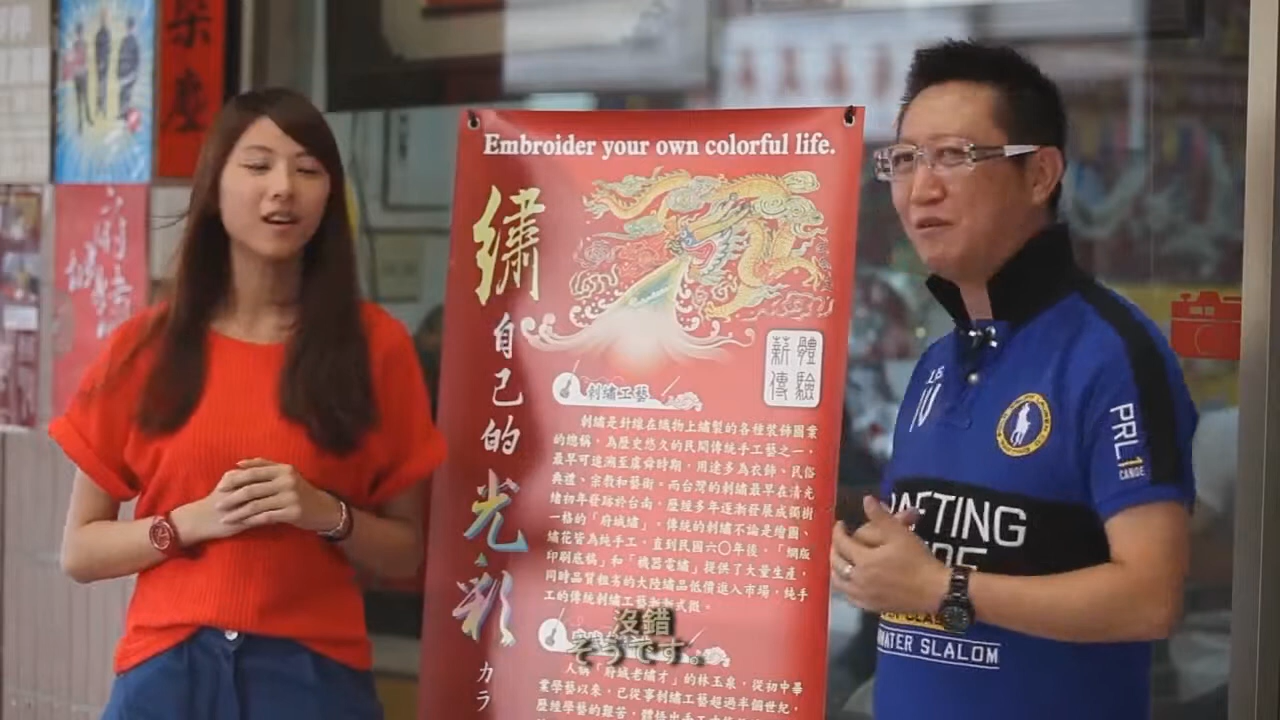 Embroider your own colorful life.
繡自己的光彩
カラ
體驗
薪傳
刺繡工藝
刺繡是針線在織物上繡製的各種裝飾圖案
的總稱，為歷史悠久的民間傳統手工藝之一，
最早可追溯至虞舜時期，用途多為衣飾、民俗
典禮、宗教和藝術。而台灣的刺繡最早在清光
緒初年發跡於台南，歷經多年逐漸發展成獨樹
一格的「府城繡」，傳統的刺繡不論是繪圖、
繡花皆為純手工，直到民國六〇年後，「網版
印刷底稿」和「機器電繡」提供了大量生產，
同時品質粗劣的大陸繡品低價進入市場，純手
工的傳統刺繡工藝漸漸式微。
人稱「府城老繡才」的林玉泉，從初中畢
業學藝以來，已從事刺繡工藝超過半個世紀，
沒錯
そうです。
PRL1
CANOE
WATER SLALOM